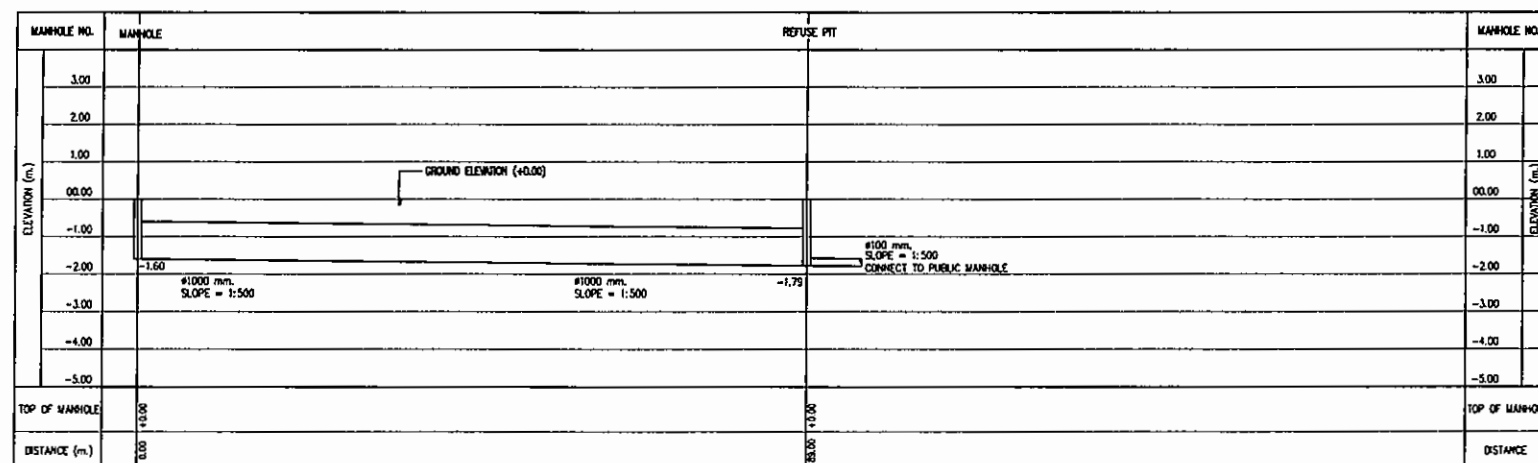 MANHOLE NO. MANHOLE REFUSE PIT MANHOLE NO.
3.00 3.00
2.00 2.00
1.00 1.00
GROUND ELEVATION (+0.00)
00.00 00.00
ELEVATION (m.) ELEVATION (m.)
-1.00 -1.00
ø100 mm.
SLOPE = 1:500
CONNECT TO PUBLIC MANHOLE
-2.00 -1.60 -2.00
ø1000 mm. ø1000 mm. -1.79
SLOPE = 1:500 SLOPE = 1:500
-3.00 -3.00
-4.00 -4.00
-5.00 -5.00
TOP OF MANHOLE +0.00 +0.00 TOP OF MANHO
DISTANCE (m.) 0.00 DISTANCE